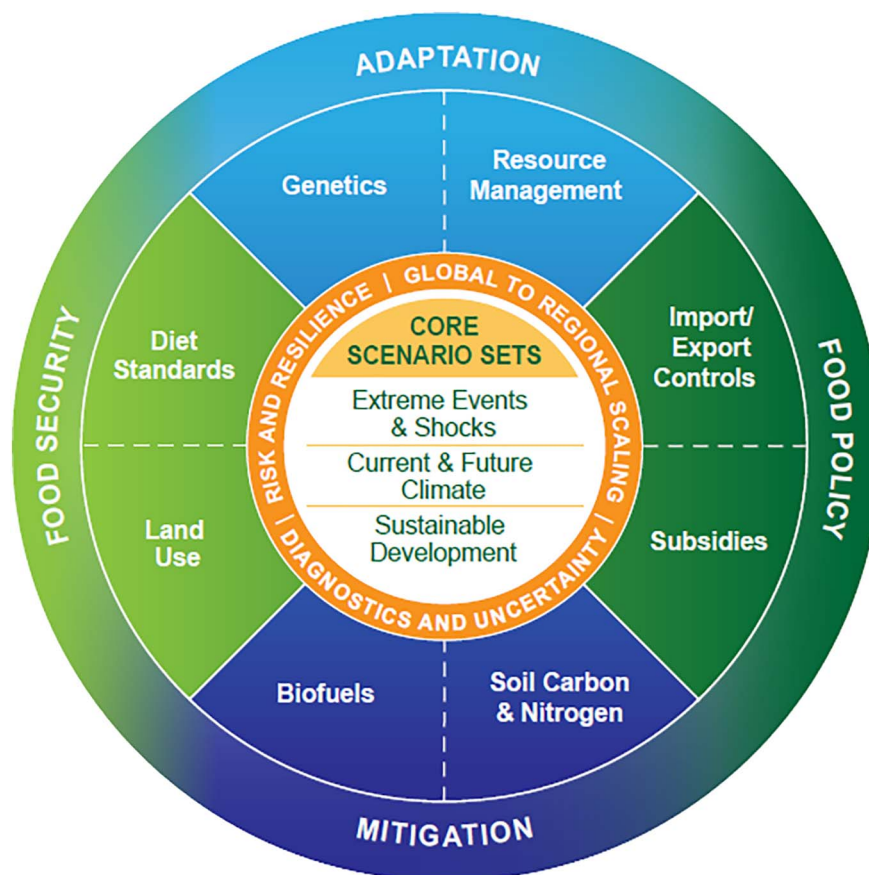 ADAPTATION
Genetics
Resource
Management
FOOD SECURITY
Diet
Standards
Land
Use
RISK AND RESILIENCE | GLOBAL TO REGIONAL SCALING | DIAGNOSTICS AND UNCERTAINTY |
CORE
SCENARIO SETS
Extreme Events
& Shocks
Current & Future
Climate
Sustainable
Development
Import/
Export
Controls
Subsidies
FOOD POLICY
Biofuels
Soil Carbon
& Nitrogen
MITIGATION